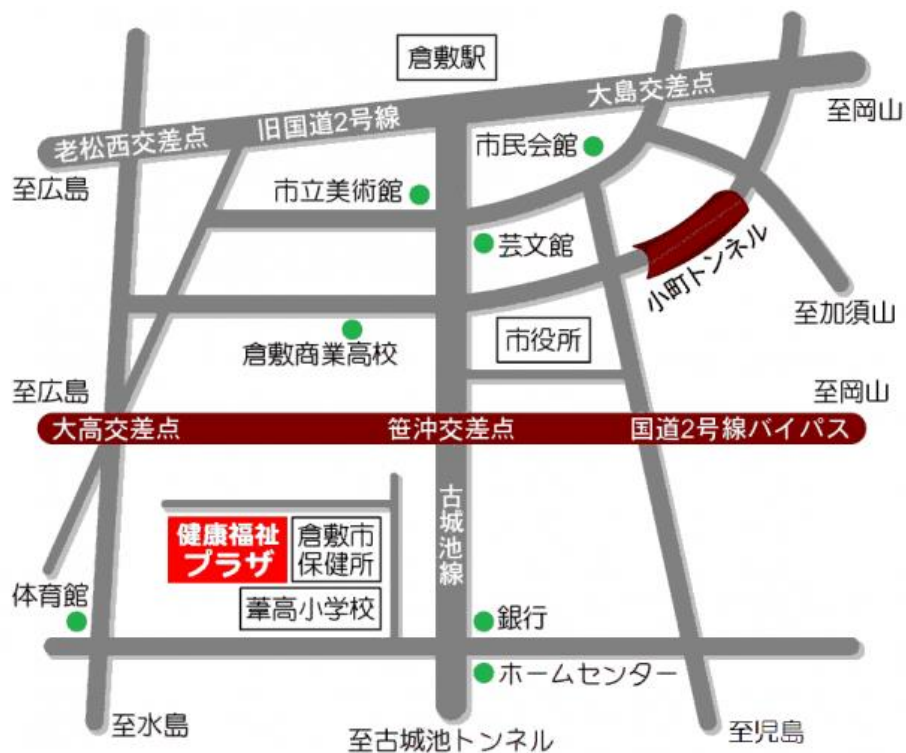 倉敷駅
大島交差点
至岡山
旧国道2号線
老松西交差点
至広島
市民会館
市立美術館
芸文館
小町トンネル
至加須山
倉敷商業高校
市役所
至広島
至岡山
大高交差点
笹沖交差点
国道2号線バイパス
古城池線
健康福祉
プラザ
倉敷市
保健所
葦高小学校
体育館
銀行
ホームセンター
至水島
至古城池トンネル
至児島